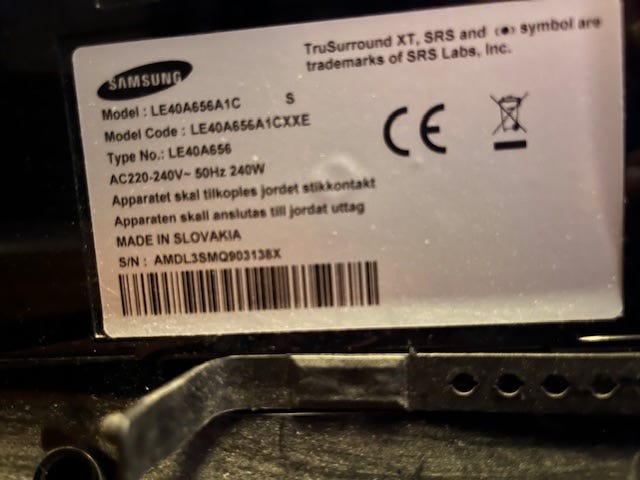 SAMSUNG
TruSurround XT, SRS and (●) symbol are
trademarks of SRS Labs, Inc.
Model : LE40A656A1C S
Model Code : LE40A656A1CXXE
Type No.: LE40A656
AC220-240V~ 50Hz 240W
Apparatet skal tilkoples jordet stikkontakt
Apparaten skall anslutas till jordat uttag
MADE IN SLOVAKIA
S/N : AMDL3SMQ903138X
CE